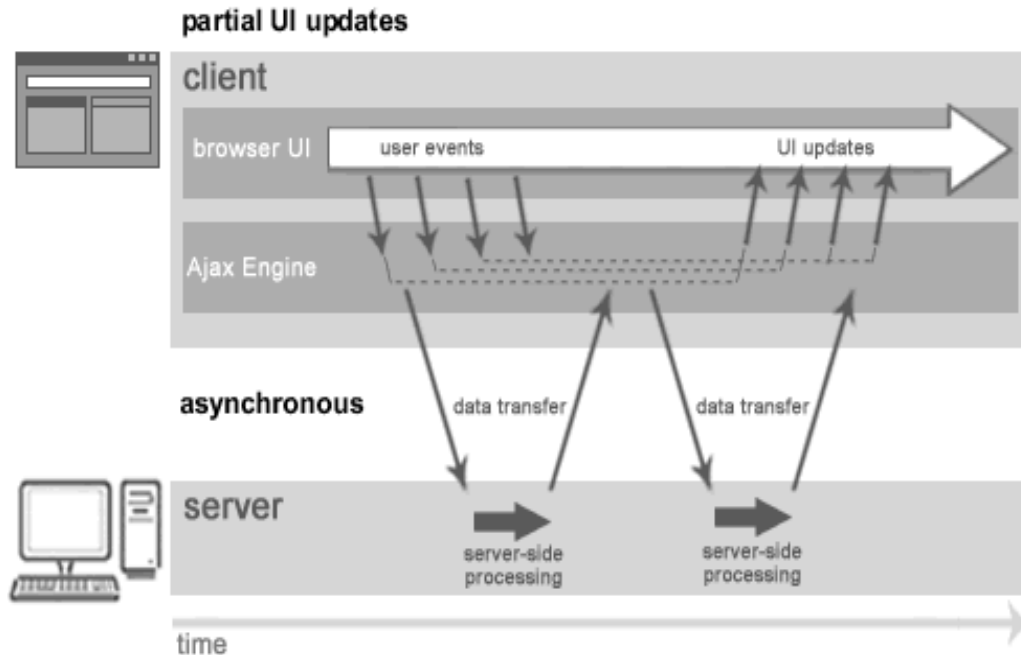 partial UI updates
client
browser UI
user events
UI updates
Ajax Engine
asynchronous
data transfer
data transfer
server
server-side
processing
server-side
processing
time